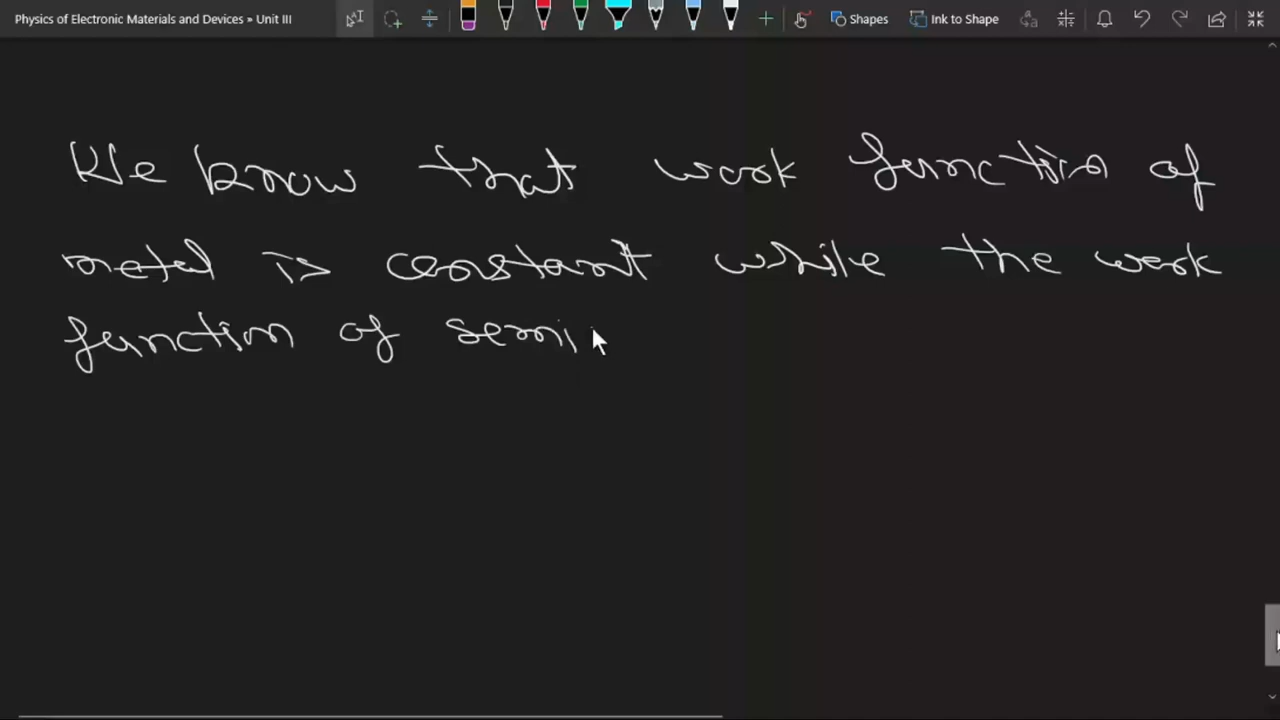 Physics of Electronic Materials and Devices » Unit III
Shapes
Ink to Shape
We know that work function of
metal is constant while the work
function of semi